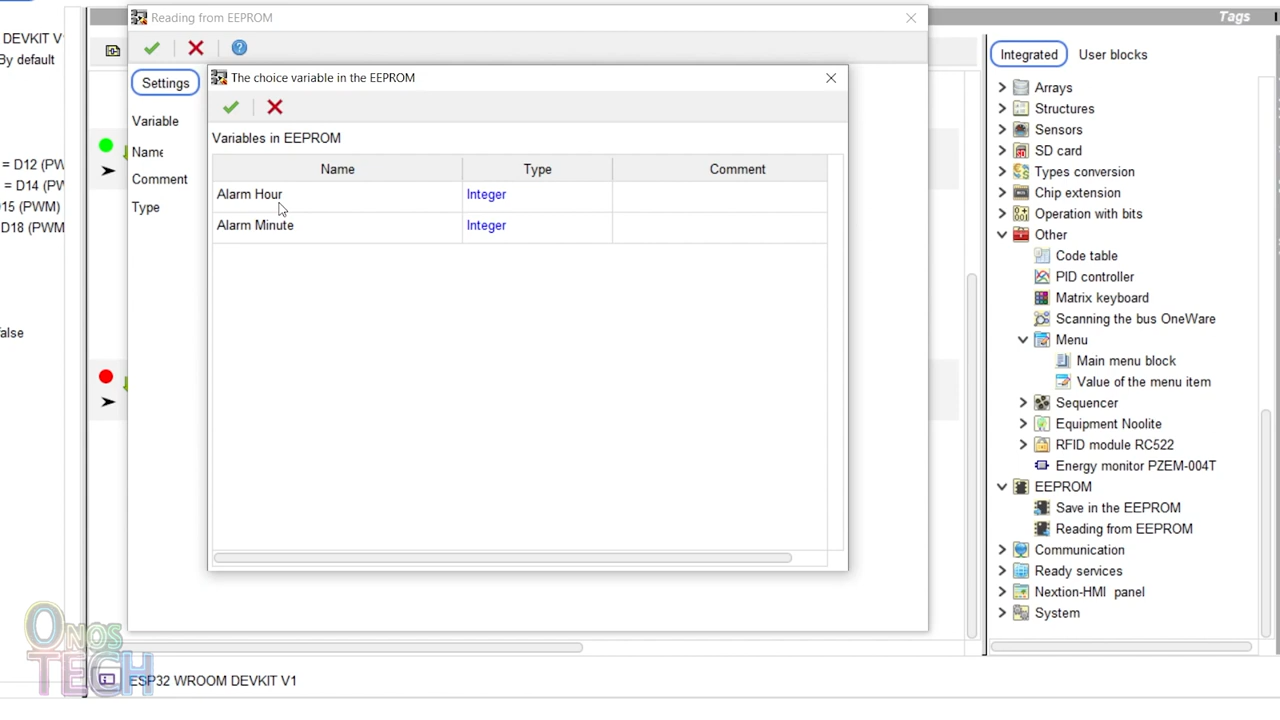 Reading from EEPROM
Tags
DEVKIT V
By default
Settings
The choice variable in the EEPROM
Integrated
User blocks
Variable
Name
Comment
Type
Variables in EEPROM
Name
Type
Comment
Alarm Hour
Integer
Alarm Minute
Integer
= D12 (PW
= D14 (PW
15 (PWM)
D18 (PWM
alse
Arrays
Structures
Sensors
SD card
Types conversion
Chip extension
Operation with bits
Other
Code table
PID controller
Matrix keyboard
Scanning the bus OneWare
Menu
Main menu block
Value of the menu item
Sequencer
Equipment Noolite
RFID module RC522
Energy monitor PZEM-004T
EEPROM
Save in the EEPROM
Reading from EEPROM
Communication
Ready services
Nextion-HMI panel
System
ONOS
TECH
ESP32 WROOM DEVKIT V1